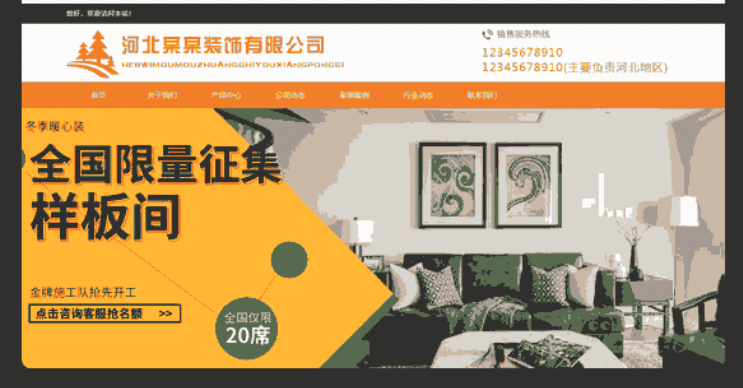 您好，欢迎访问本站！
河北某某装饰有限公司
HEBWIMOUMOUZHUANGSHIYOUXIANGPONGSI
销售服务热线
12345678910
12345678910(主要负责河北地区)
首页 关于我们 产品中心 公司动态 装修案例 行业动态 联系我们
冬季暖心装
全国限量征集
样板间
金牌施工队抢先开工
点击咨询客服抢名额 >>
全国仅限
20席